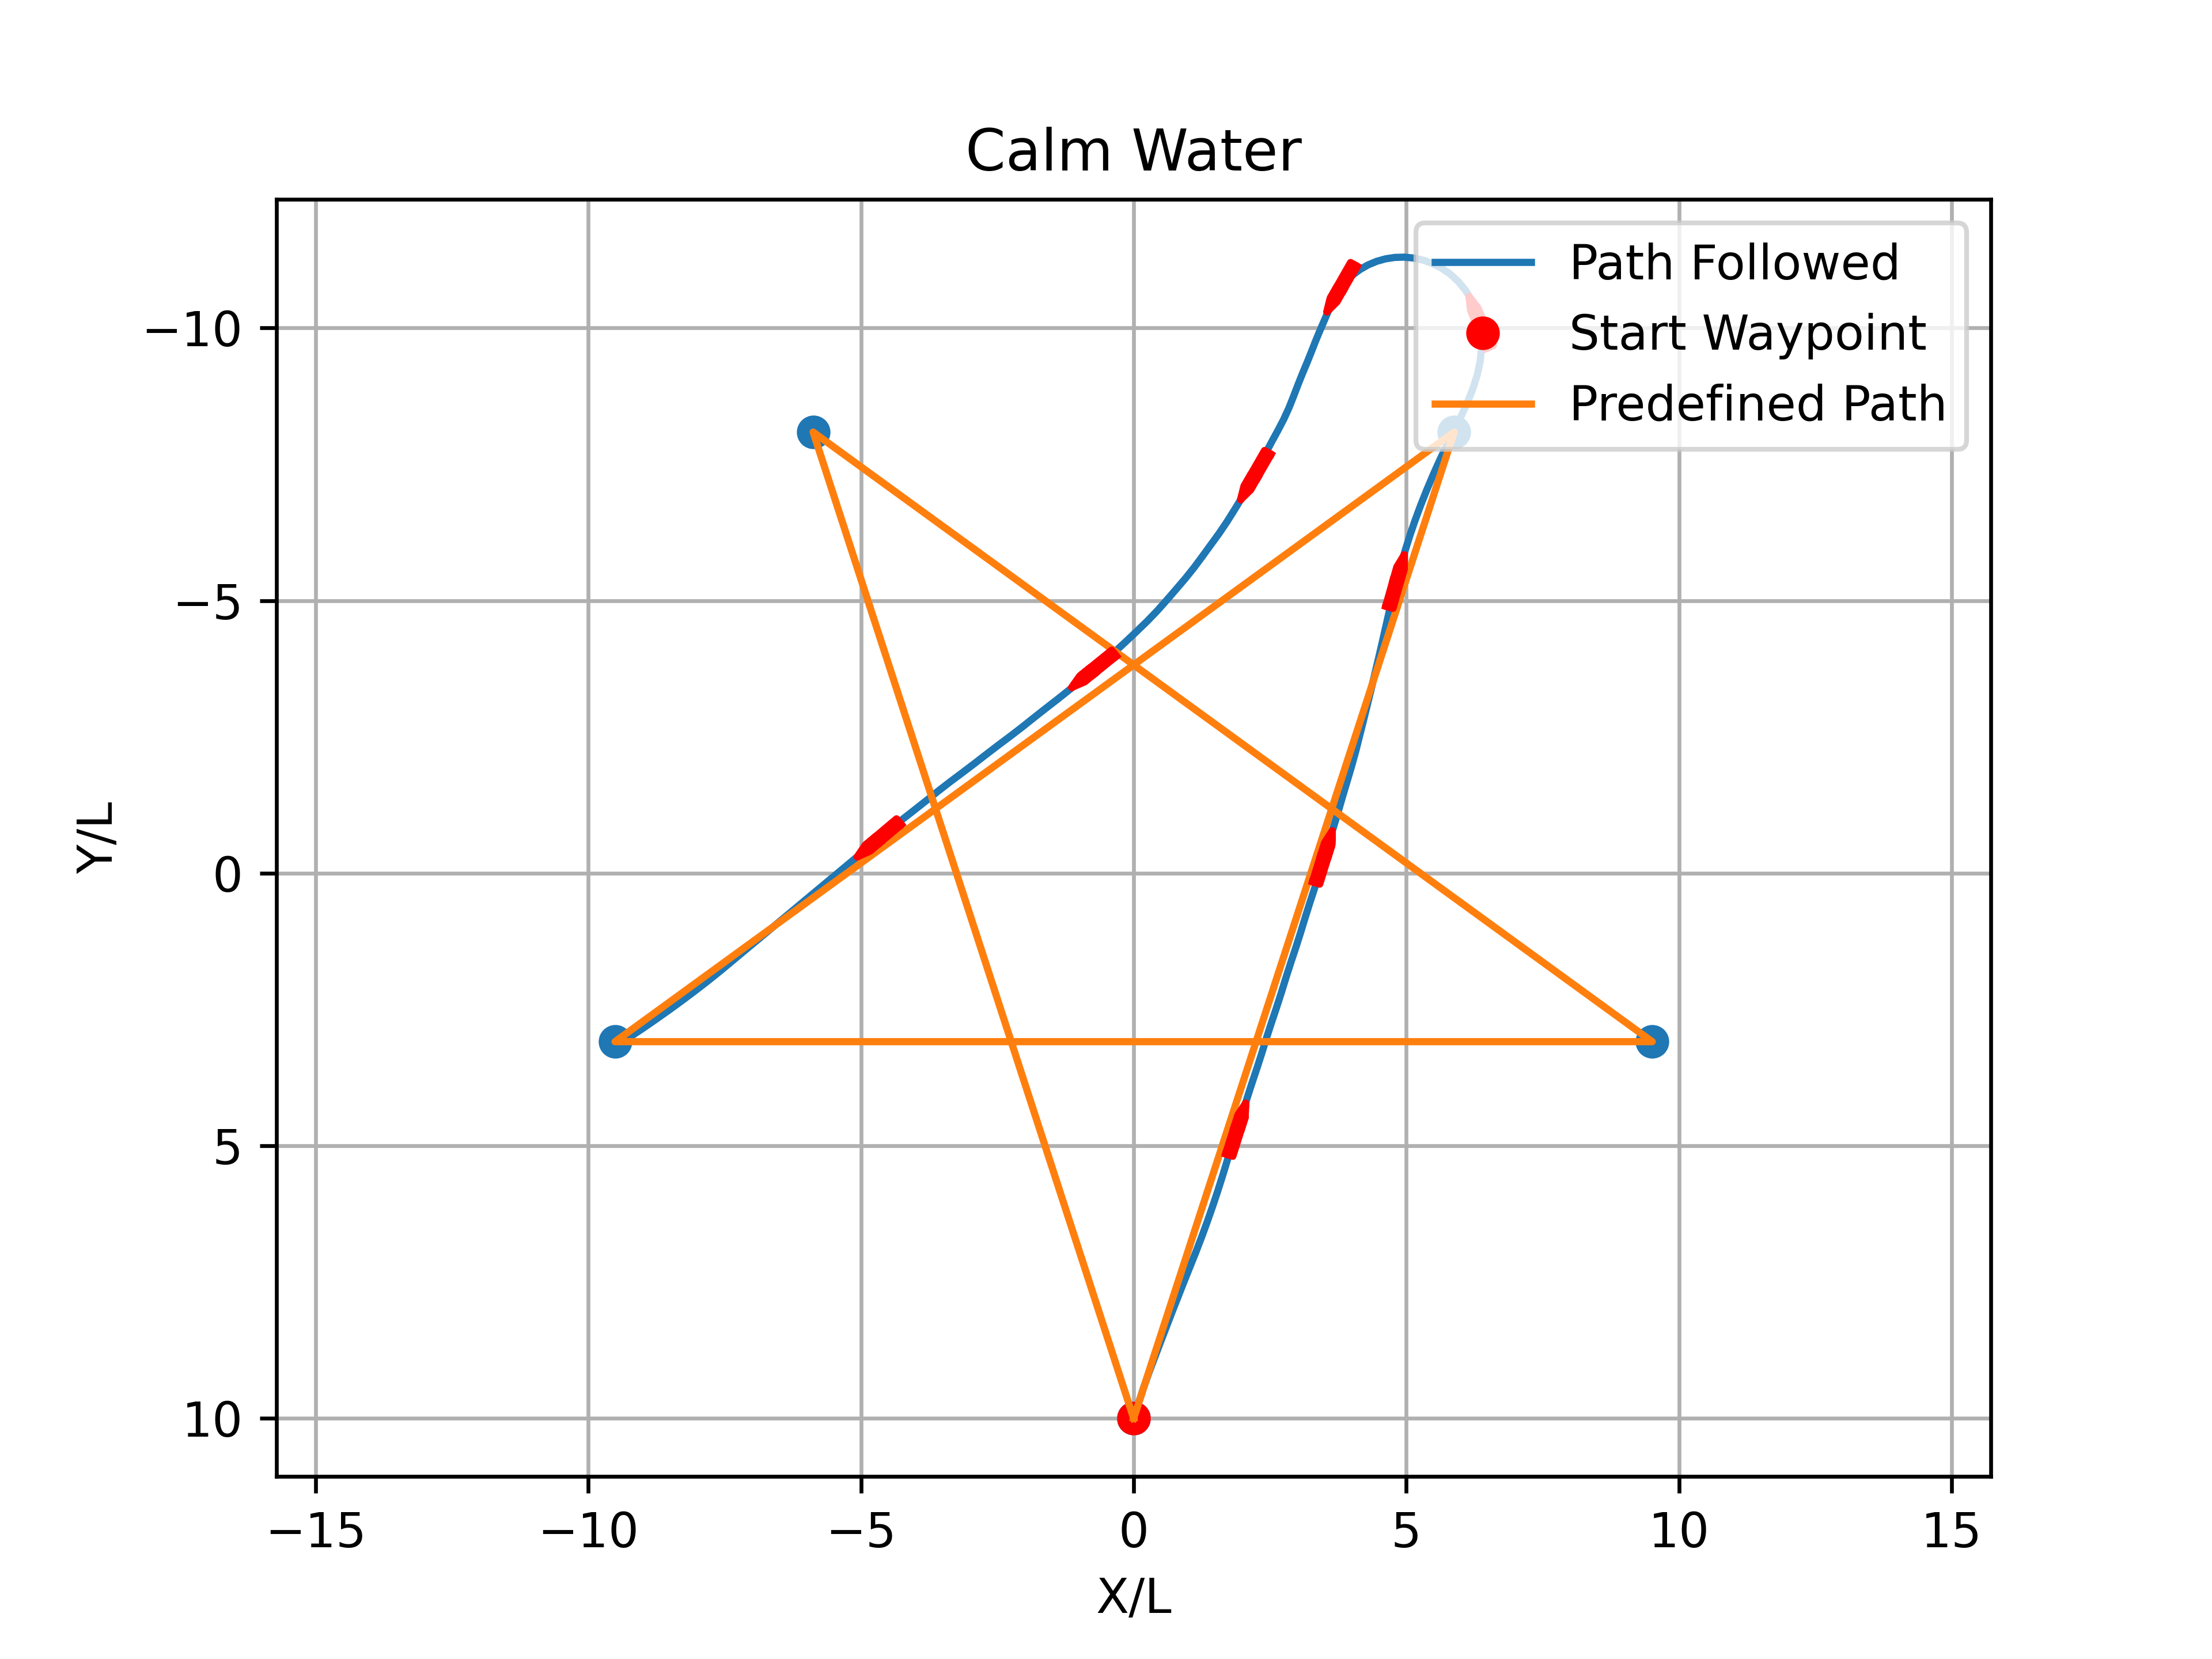 Calm Water
Path Followed
Start Waypoint
Predefined Path
−10
−5
0
5
10
Y/L
−15
−10
−5
0
5
10
15
X/L